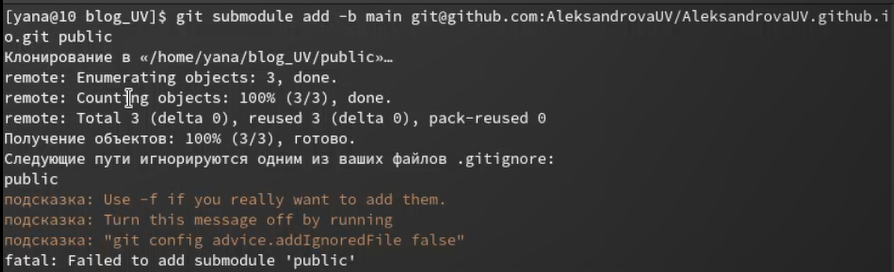 [yana@10 blog_UV]$ git submodule add -b main git@github.com:AleksandrovaUV/AleksandrovaUV.github.i
o.git public
Клонирование в «/home/yana/blog_UV/public»…
remote: Enumerating objects: 3, done.
remote: Counting objects: 100% (3/3), done.
remote: Total 3 (delta 0), reused 3 (delta 0), pack-reused 0
Получение объектов: 100% (3/3), готово.
Следующие пути игнорируются одним из ваших файлов .gitignore:
public
подсказка: Use -f if you really want to add them.
подсказка: Turn this message off by running
подсказка: "git config advice.addIgnoredFile false"
fatal: Failed to add submodule 'public'